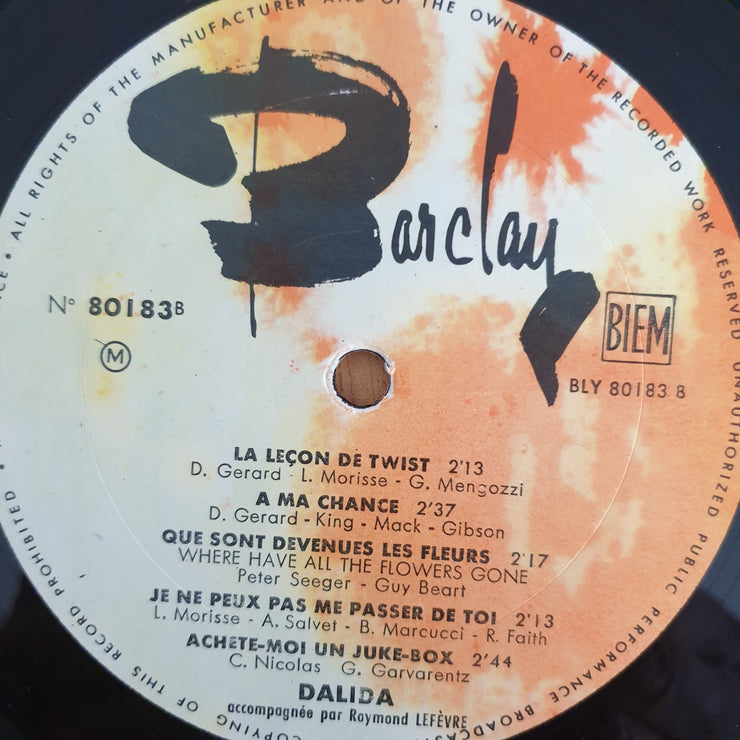 ACE • ALL RIGHTS OF THE MANUFACTURER AND OF THE OWNER OF THE RECORDED WORK RESERVED UNAUTHORIZED PUBLIC PERFORMANCE BROADCAS
COPYING OF THIS RECORD PROHIBITED •
Barclay
N° 80183B
M
BIEM
BLY 80183 B
LA LEÇON DE TWIST 2'13
D. Gerard - L. Morisse - G. Mengozzi
A MA CHANCE 2'37
D. Gerard - King - Mack - Gibson
QUE SONT DEVENUES LES FLEURS 2'17
WHERE HAVE ALL THE FLOWERS GONE
Peter Seeger - Guy Beart
JE NE PEUX PAS ME PASSER DE TOI 2'13
L. Morisse - A. Salvet - B. Marcucci - R. Faith
ACHETE-MOI UN JUKE-BOX 2'44
C. Nicolas G. Garvarentz
DALIDA
accompagnée par Raymond LEFÈVRE